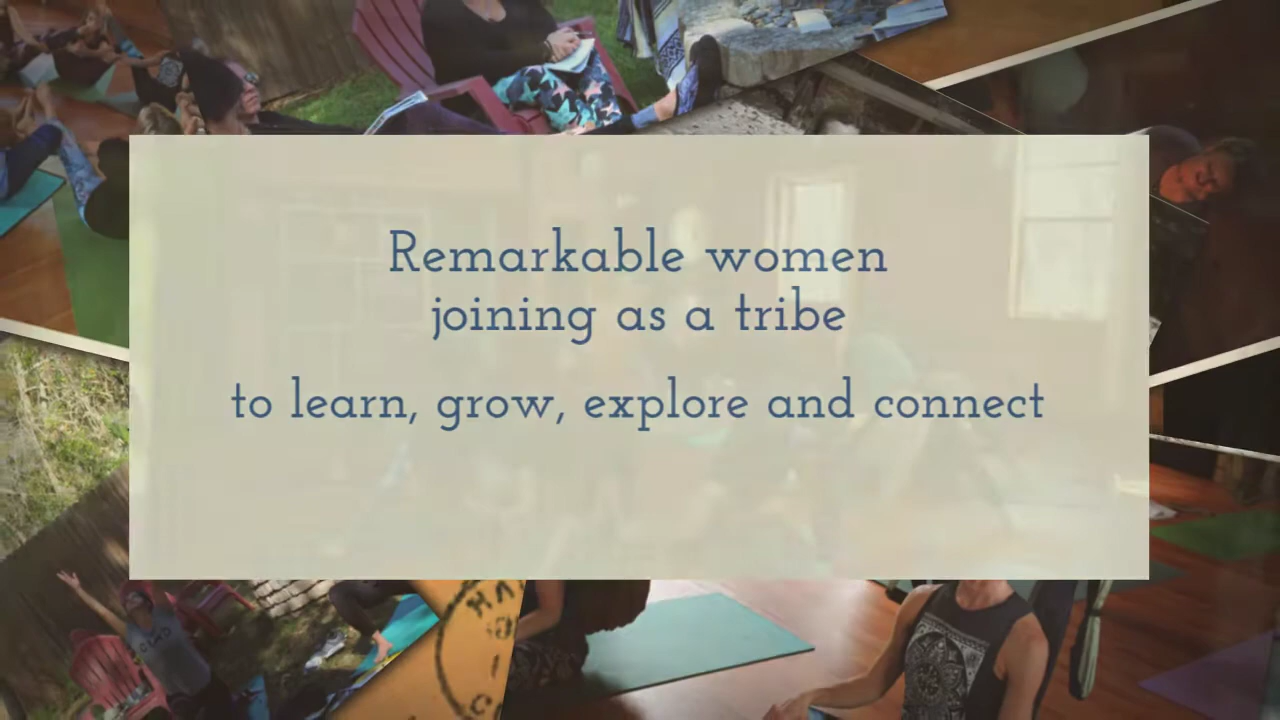 Remarkable women
joining as a tribe
to learn, grow, explore and connect